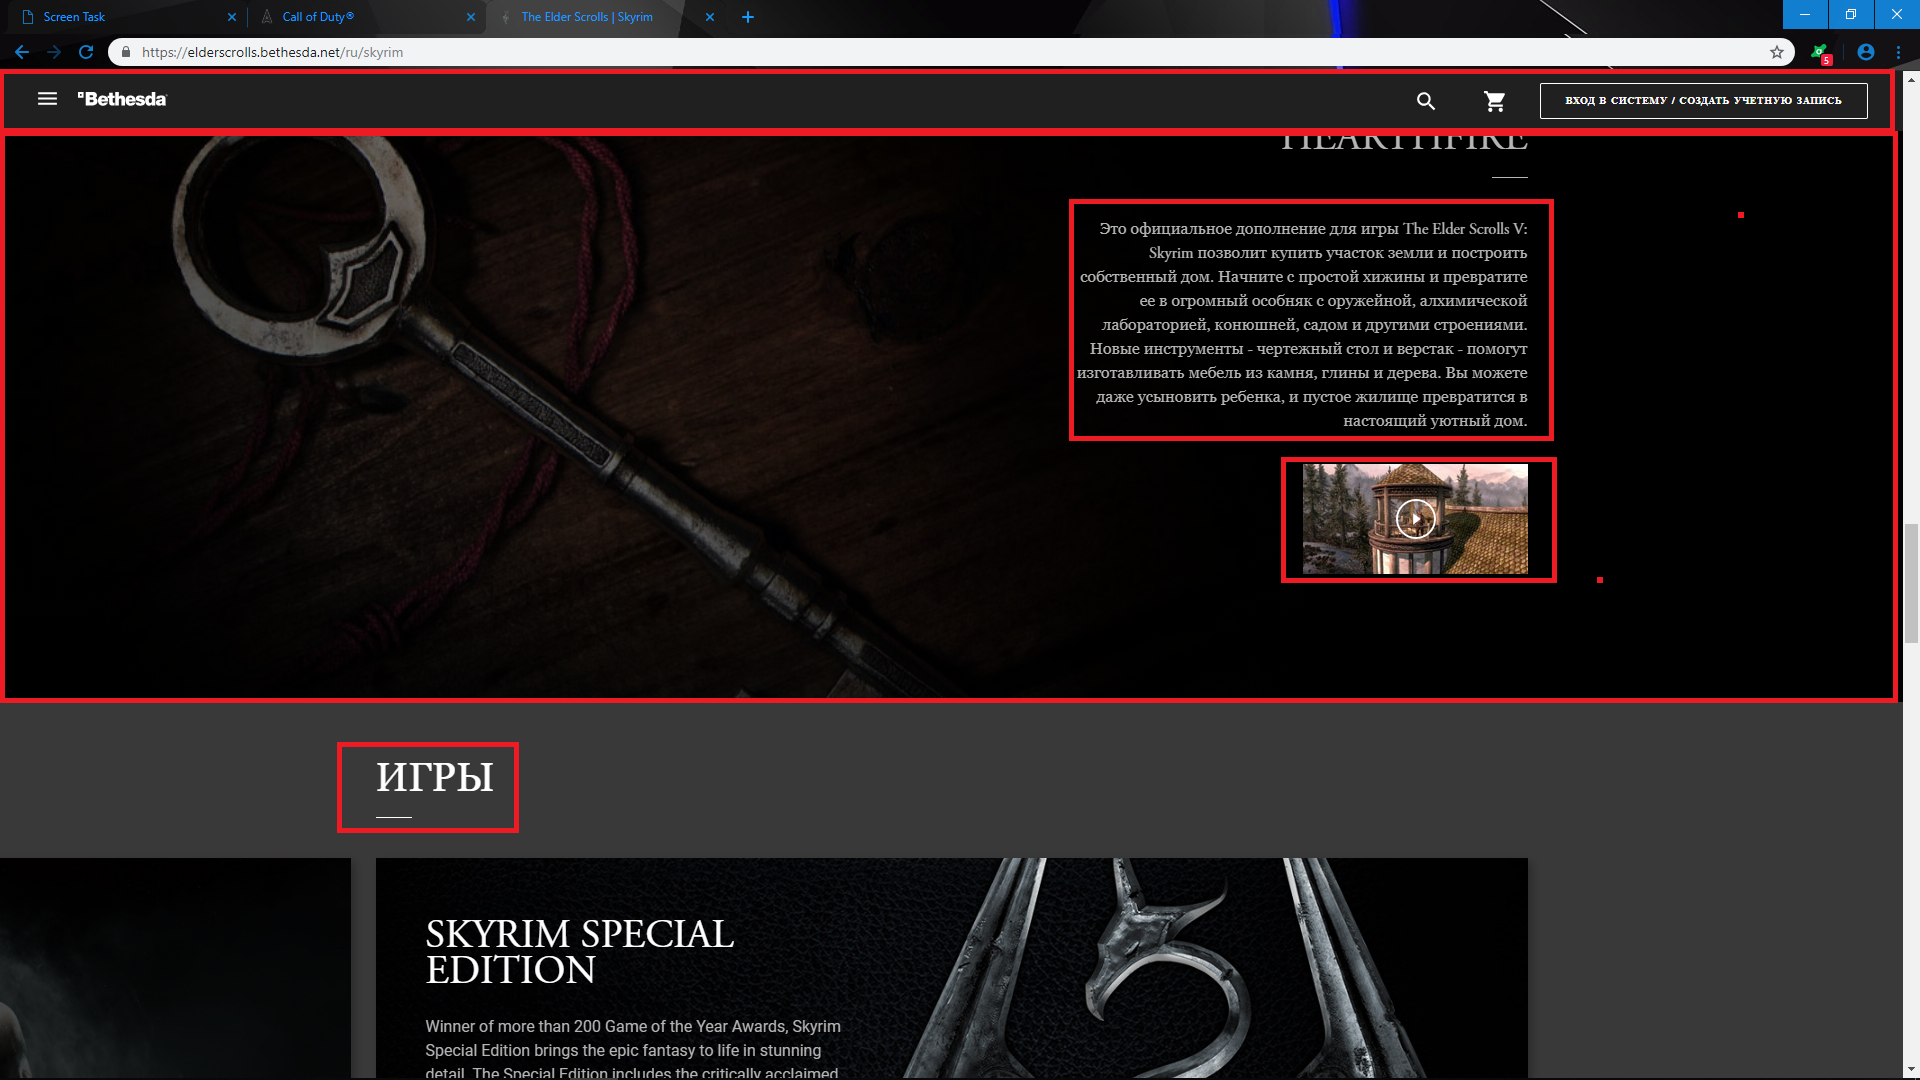 Screen Task
Call of Duty®
The Elder Scrolls | Skyrim
https://elderscrolls.bethesda.net/ru/skyrim
5
Bethesda
ВХОД В СИСТЕМУ / СОЗДАТЬ УЧЕТНУЮ ЗАПИСЬ
HEARTHFIRE
Это официальное дополнение для игры The Elder Scrolls V:
Skyrim позволит купить участок земли и построить
собственный дом. Начните с простой хижины и превратите
ее в огромный особняк с оружейной, алхимической
лабораторией, конюшней, садом и другими строениями.
Новые инструменты - чертежный стол и верстак - помогут
изготавливать мебель из камня, глины и дерева. Вы можете
даже усыновить ребенка, и пустое жилище превратится в
настоящий уютный дом.
ИГРЫ
SKYRIM SPECIAL
EDITION
Winner of more than 200 Game of the Year Awards, Skyrim
Special Edition brings the epic fantasy to life in stunning
detail. The Special Edition includes the critically acclaimed